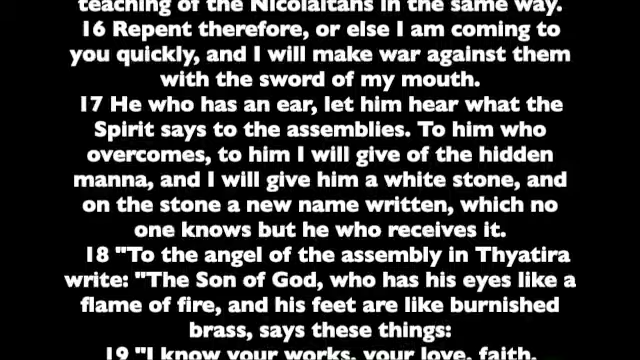 teaching of the Nicolaitans in the same way.
16 Repent therefore, or else I am coming to
you quickly, and I will make war against them
with the sword of my mouth.
17 He who has an ear, let him hear what the
Spirit says to the assemblies. To him who
overcomes, to him I will give of the hidden
manna, and I will give him a white stone, and
on the stone a new name written, which no
one knows but he who receives it.
18 "To the angel of the assembly in Thyatira
write: "The Son of God, who has his eyes like a
flame of fire, and his feet are like burnished
brass, says these things:
19 "I know your works, your love, faith,